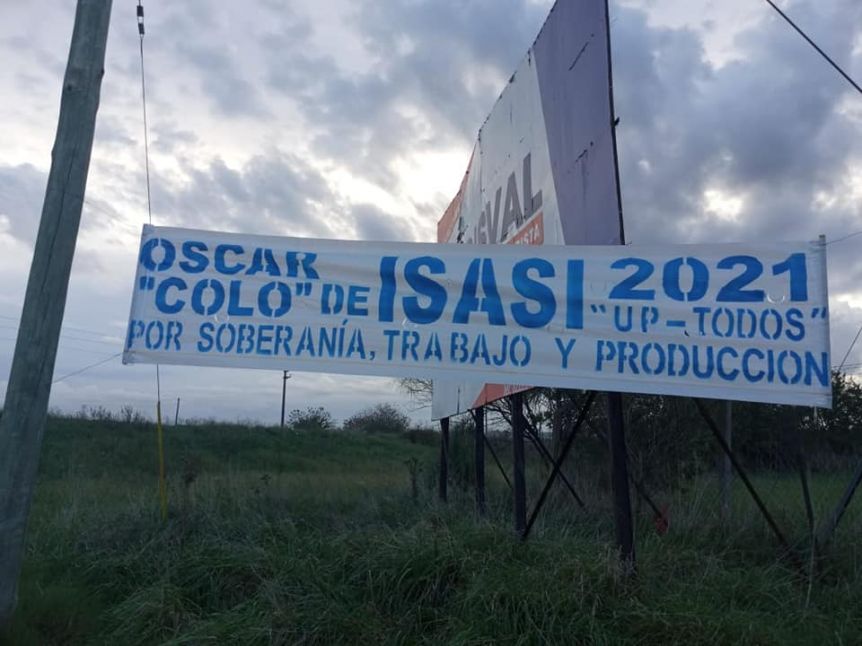 OSCAR "COLO" DE ISASI 2021 "UP-TODOS"
POR SOBERANÍA, TRABAJO Y PRODUCCION